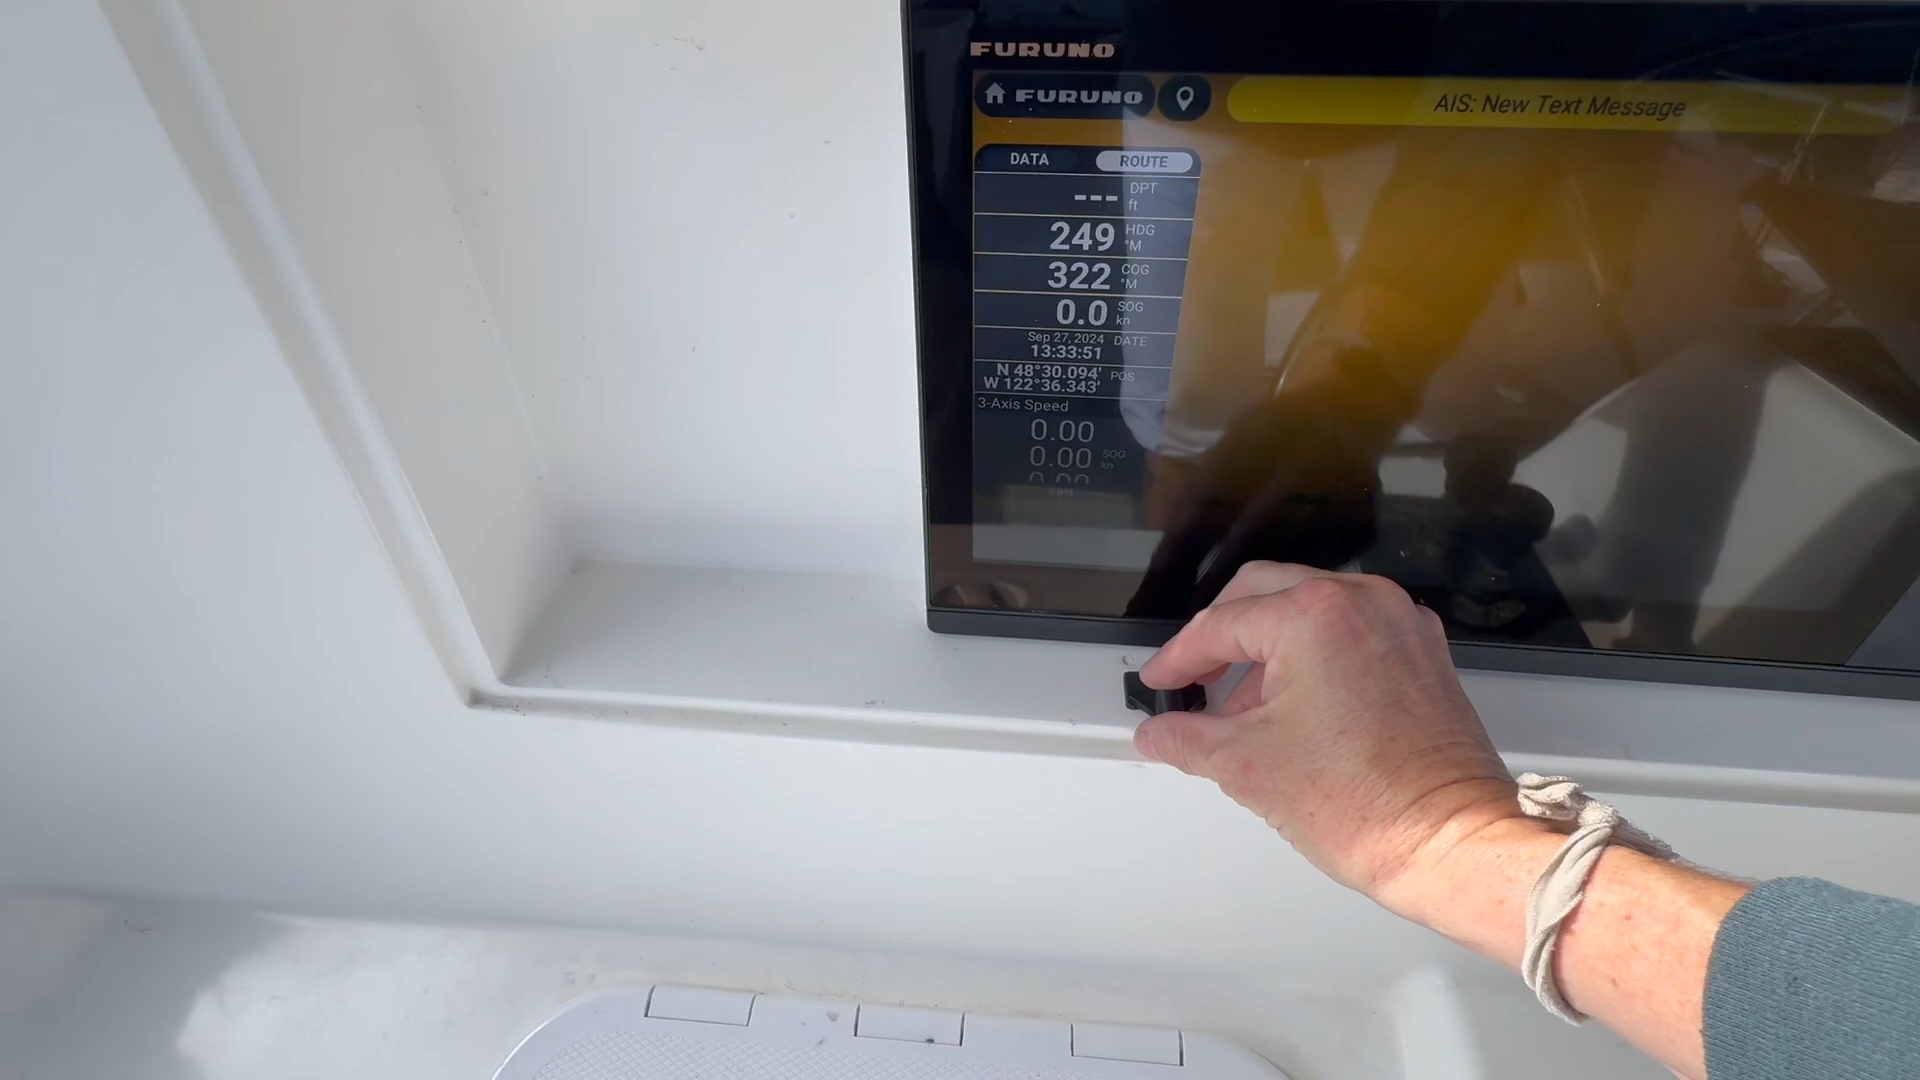 FURUNO
FURUNO
AIS: New Text Message
DATA ROUTE
--- DPT ft
249 HDG °M
322 COG °M
0.0 SOG kn
Sep 27, 2024 DATE
13:33:51
N 48°30.094' POS
W 122°36.343'
3-Axis Speed
0.00
0.00 SOG kn
0.00